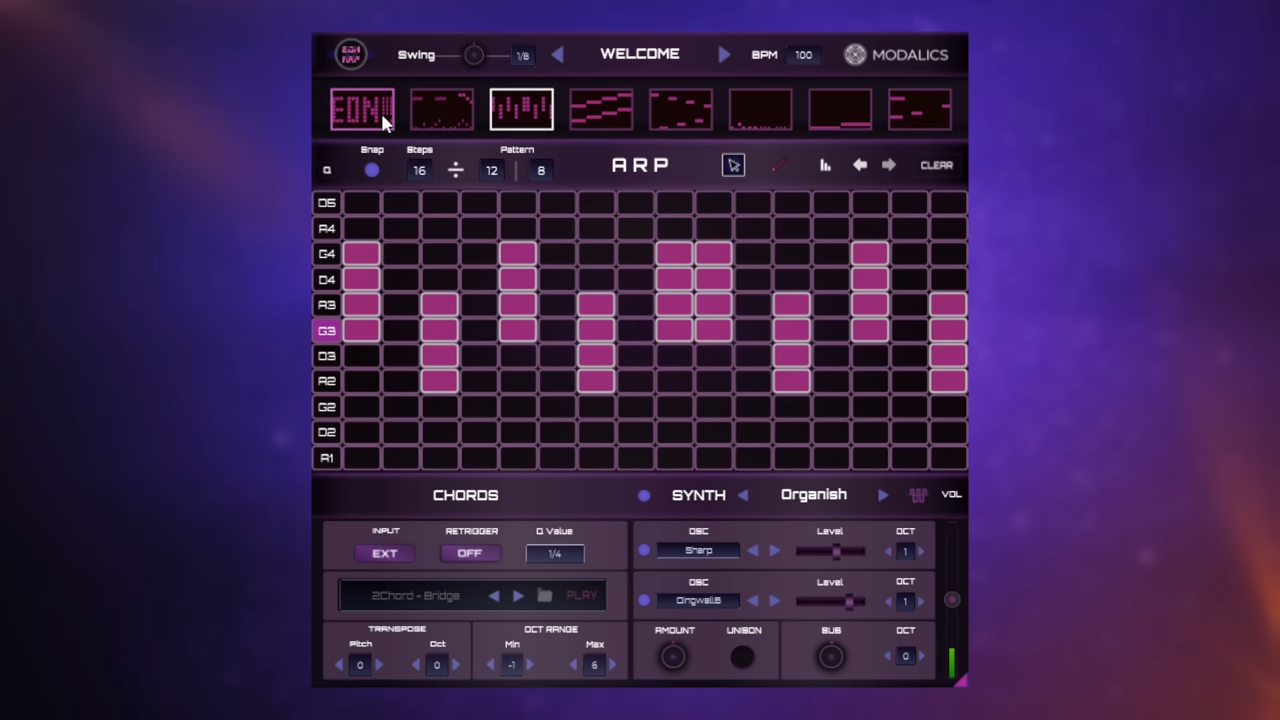 EON ARP Swing 1/8 WELCOME BPM 100 MODALICS
EON
Snap Steps Pattern
Q 16 ÷ 12 | 8 ARP CLEAR
D5
A4
G4
D4
A3
G3
D3
A2
G2
D2
A1
CHORDS SYNTH Organish VOL
INPUT RETRIGGER Q Value OSC Level OCT
EXT OFF 1/4 Sharp 1
2Chord - Bridge PLAY OSC Level OCT
DingwallB 1
TRANSPOSE OCT RANGE AMOUNT UNISON SUB OCT
Pitch Oct Min Max
0 0 -1 6 0